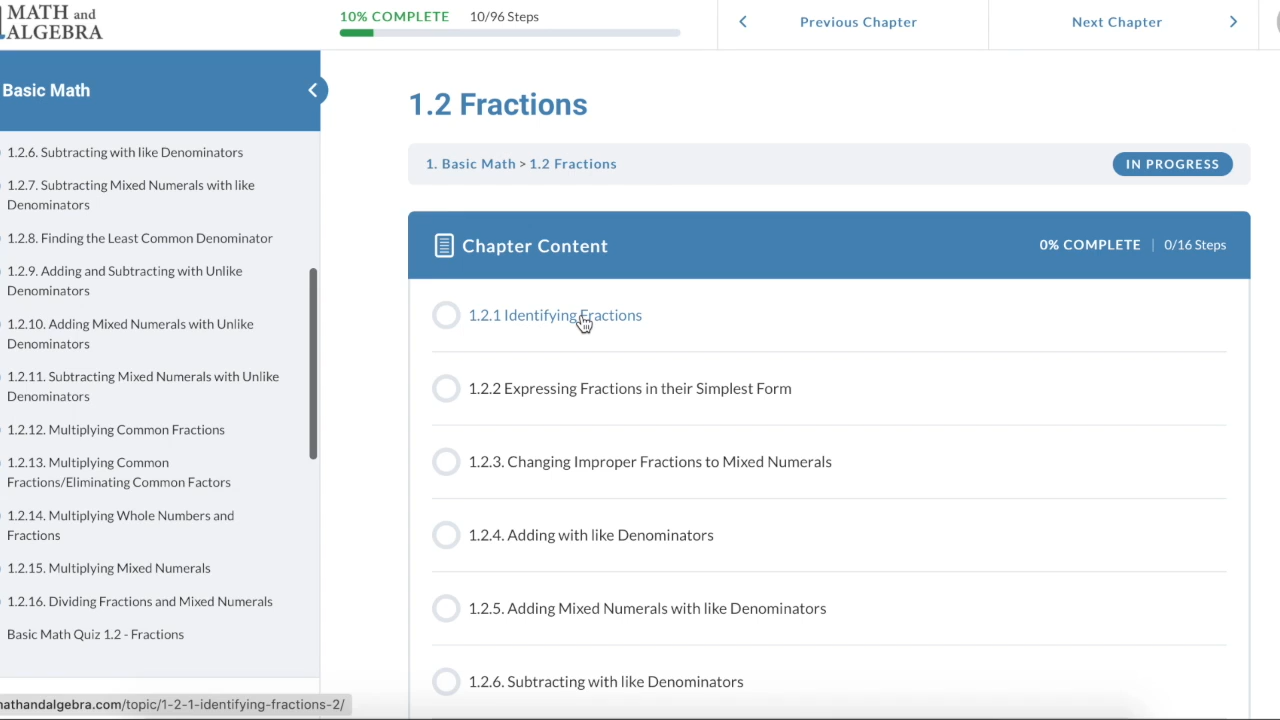 MATH and
ALGEBRA
10% COMPLETE 10/96 Steps
Previous Chapter
Next Chapter
Basic Math
1.2.6. Subtracting with like Denominators
1.2.7. Subtracting Mixed Numerals with like
Denominators
1.2.8. Finding the Least Common Denominator
1.2.9. Adding and Subtracting with Unlike
Denominators
1.2.10. Adding Mixed Numerals with Unlike
Denominators
1.2.11. Subtracting Mixed Numerals with Unlike
Denominators
1.2.12. Multiplying Common Fractions
1.2.13. Multiplying Common
Fractions/Eliminating Common Factors
1.2.14. Multiplying Whole Numbers and
Fractions
1.2.15. Multiplying Mixed Numerals
1.2.16. Dividing Fractions and Mixed Numerals
Basic Math Quiz 1.2 - Fractions
1.2 Fractions
1. Basic Math > 1.2 Fractions
IN PROGRESS
Chapter Content
0% COMPLETE | 0/16 Steps
1.2.1 Identifying Fractions
1.2.2 Expressing Fractions in their Simplest Form
1.2.3. Changing Improper Fractions to Mixed Numerals
1.2.4. Adding with like Denominators
1.2.5. Adding Mixed Numerals with like Denominators
1.2.6. Subtracting with like Denominators
nathandalgebra.com/topic/1-2-1-identifying-fractions-2/